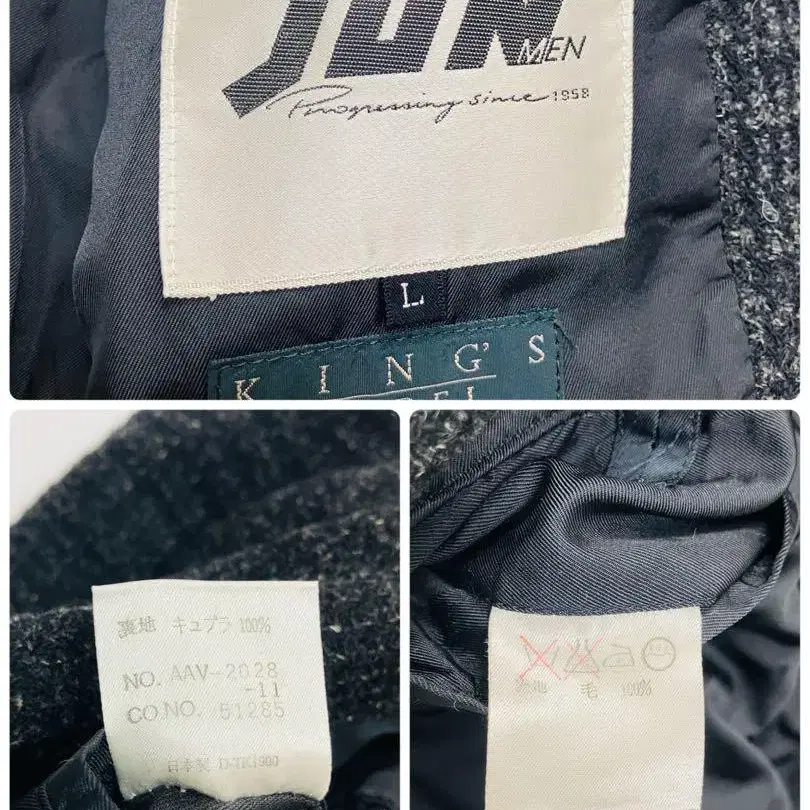 JUN
MEN
Progressing since 1958
L
KING'S
裏地 キュプラ 100%
NO. AAV-2028
-11
CO NO. 51285
日本製 D-TK1900
表地 毛 100%